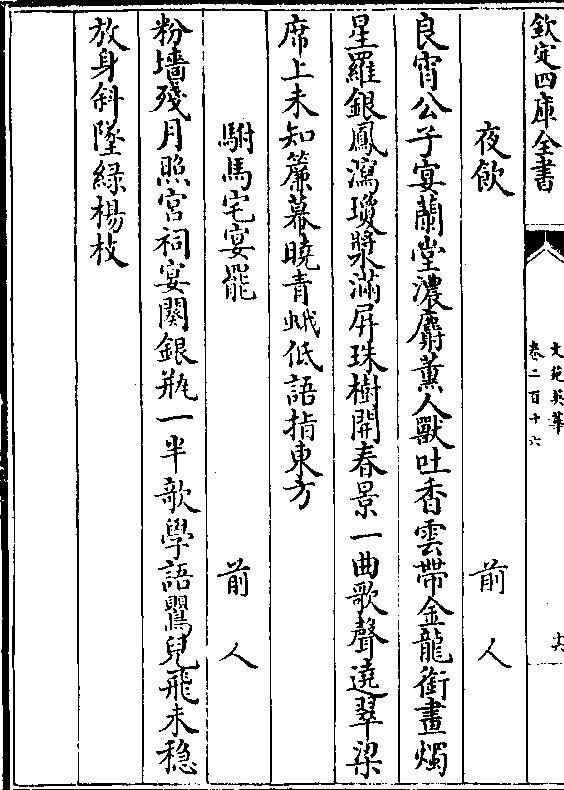 欽定四庫全書
文苑英華
卷二百十六
十六
夜飲 前人
良宵公子宴蘭堂濃麝薰人獸吐香雲帶金龍銜畫燭
星羅銀鳳瀉瓊漿滿屏珠樹開春景一曲歌聲遶翠梁
席上未知簾幕曉青蛾低語指東方
駙馬宅宴罷 前人
粉墻殘月照宮祠宴闋銀瓶一半歌學語鸎兒飛未穏
放身斜墜緑楊枝